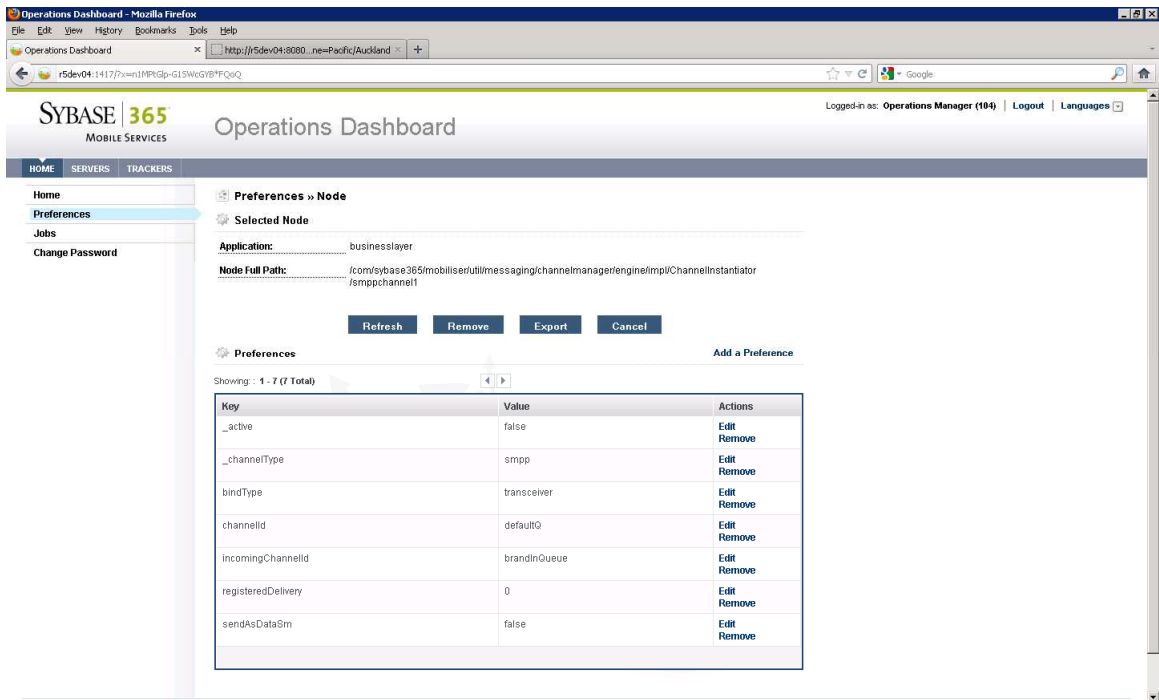 Operations Dashboard - Mozilla Firefox
File Edit View History Bookmarks Tools Help
Operations Dashboard × http://r5dev04:8080...ne=Pacific/Auckland × +
Google
SYBASE 365
MOBILE SERVICES
Operations Dashboard
Logged-in as: Operations Manager (104) | Logout | Languages
HOME SERVERS TRACKERS
Home
Preferences
Jobs
Change Password
Preferences » Node
Selected Node
Application: businesslayer
Node Full Path: /com/sybase365/mobiliser/util/messaging/channelmanager/engine/impl/ChannelInstantiator
/smppchannel1
Refresh Remove Export Cancel
Preferences Add a Preference
Showing: : 1 - 7 (7 Total)
Key Value Actions
_active false Edit
Remove
_channelType smpp Edit
Remove
bindType transceiver Edit
Remove
channelId defaultQ Edit
Remove
incomingChannelId brandInQueue Edit
Remove
registeredDelivery 0 Edit
Remove
sendAsDataSm false Edit
Remove